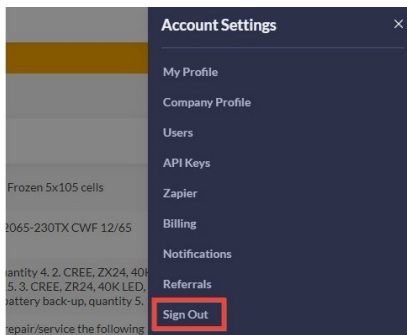 Account Settings ×
My Profile
Company Profile
Users
API Keys
Zapier
Billing
Notifications
Referrals
Sign Out
Frozen 5x105 cells
2065-230TX CWF 12/65
antity 4. 2. CREE, ZX24, 40
5. 3. CREE, ZR24, 40K LED,
battery back-up, quantity 5.
repair/service the following